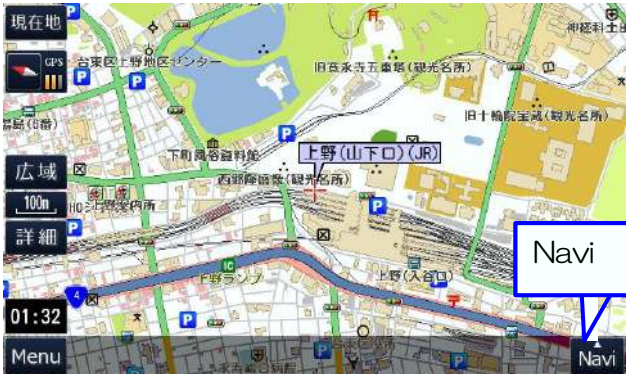 現在地
GPS
台東区上野地区センター
旧寛永寺五重塔(観光名所)
旧十輪院宝蔵(観光名所)
下町風俗資料館
上野(山下口)(JR)
広域
100m
西郷隆盛像(観光名所)
詳細
Navi
IC
上野ランプ
上野(入谷口)
4
01:32
Menu
Navi